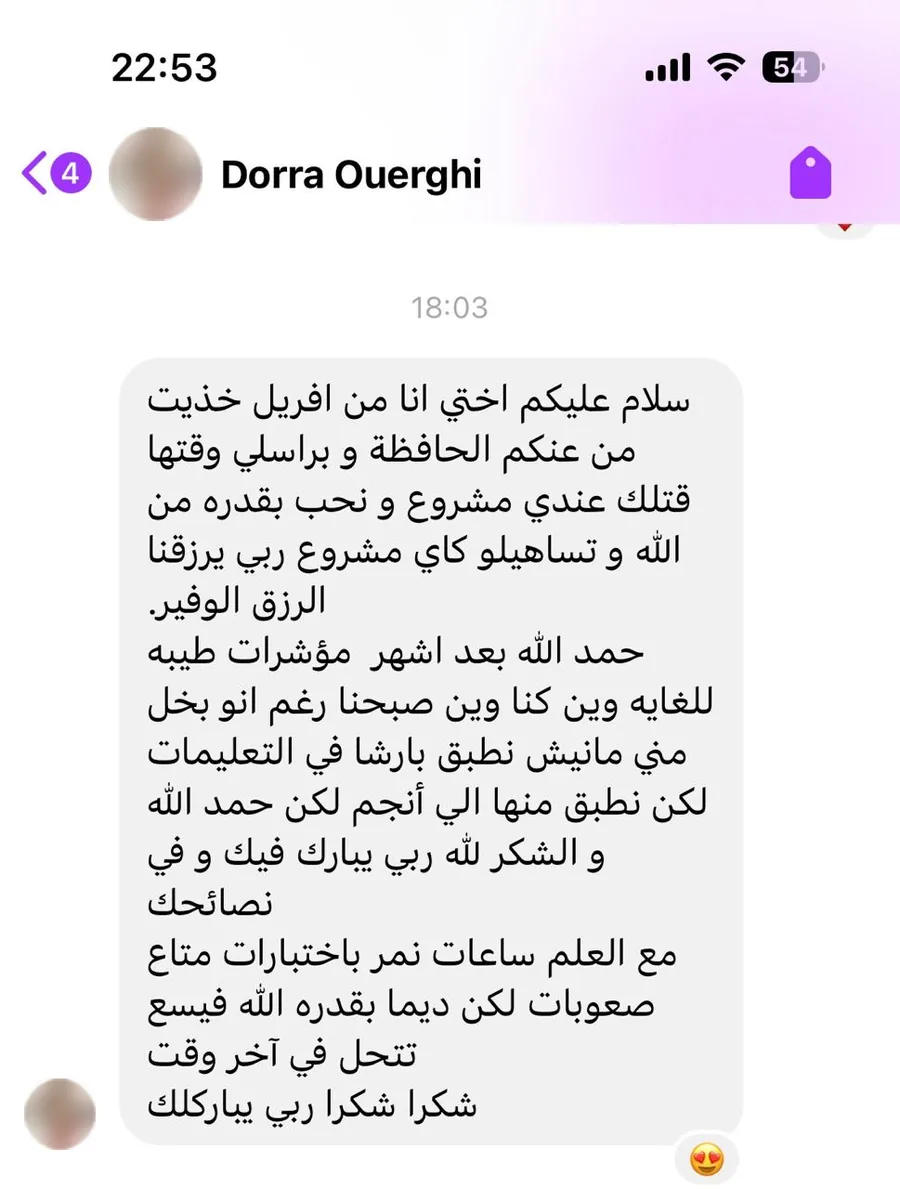 22:53
54
4
Dorra Ouerghi
18:03
سلام عليكم اختي انا من افريل خذيت
من عنكم الحافظة و براسلي وقتها
قتلك عندي مشروع و نحب بقدره من
الله و تساهيلو كاي مشروع ربي يرزقنا
الرزق الوفير.
حمد الله بعد اشهر مؤشرات طيبه
للغايه وين كنا وين صبحنا رغم انو بخل
مني مانيش نطبق بارشا في التعليمات
لكن نطبق منها الي أنجم لكن حمد الله
و الشكر لله ربي يبارك فيك و في
نصائحك
مع العلم ساعات نمر باختبارات متاع
صعوبات لكن ديما بقدره الله فيسع
تتحل في آخر وقت
شكرا شكرا ربي يباركلك